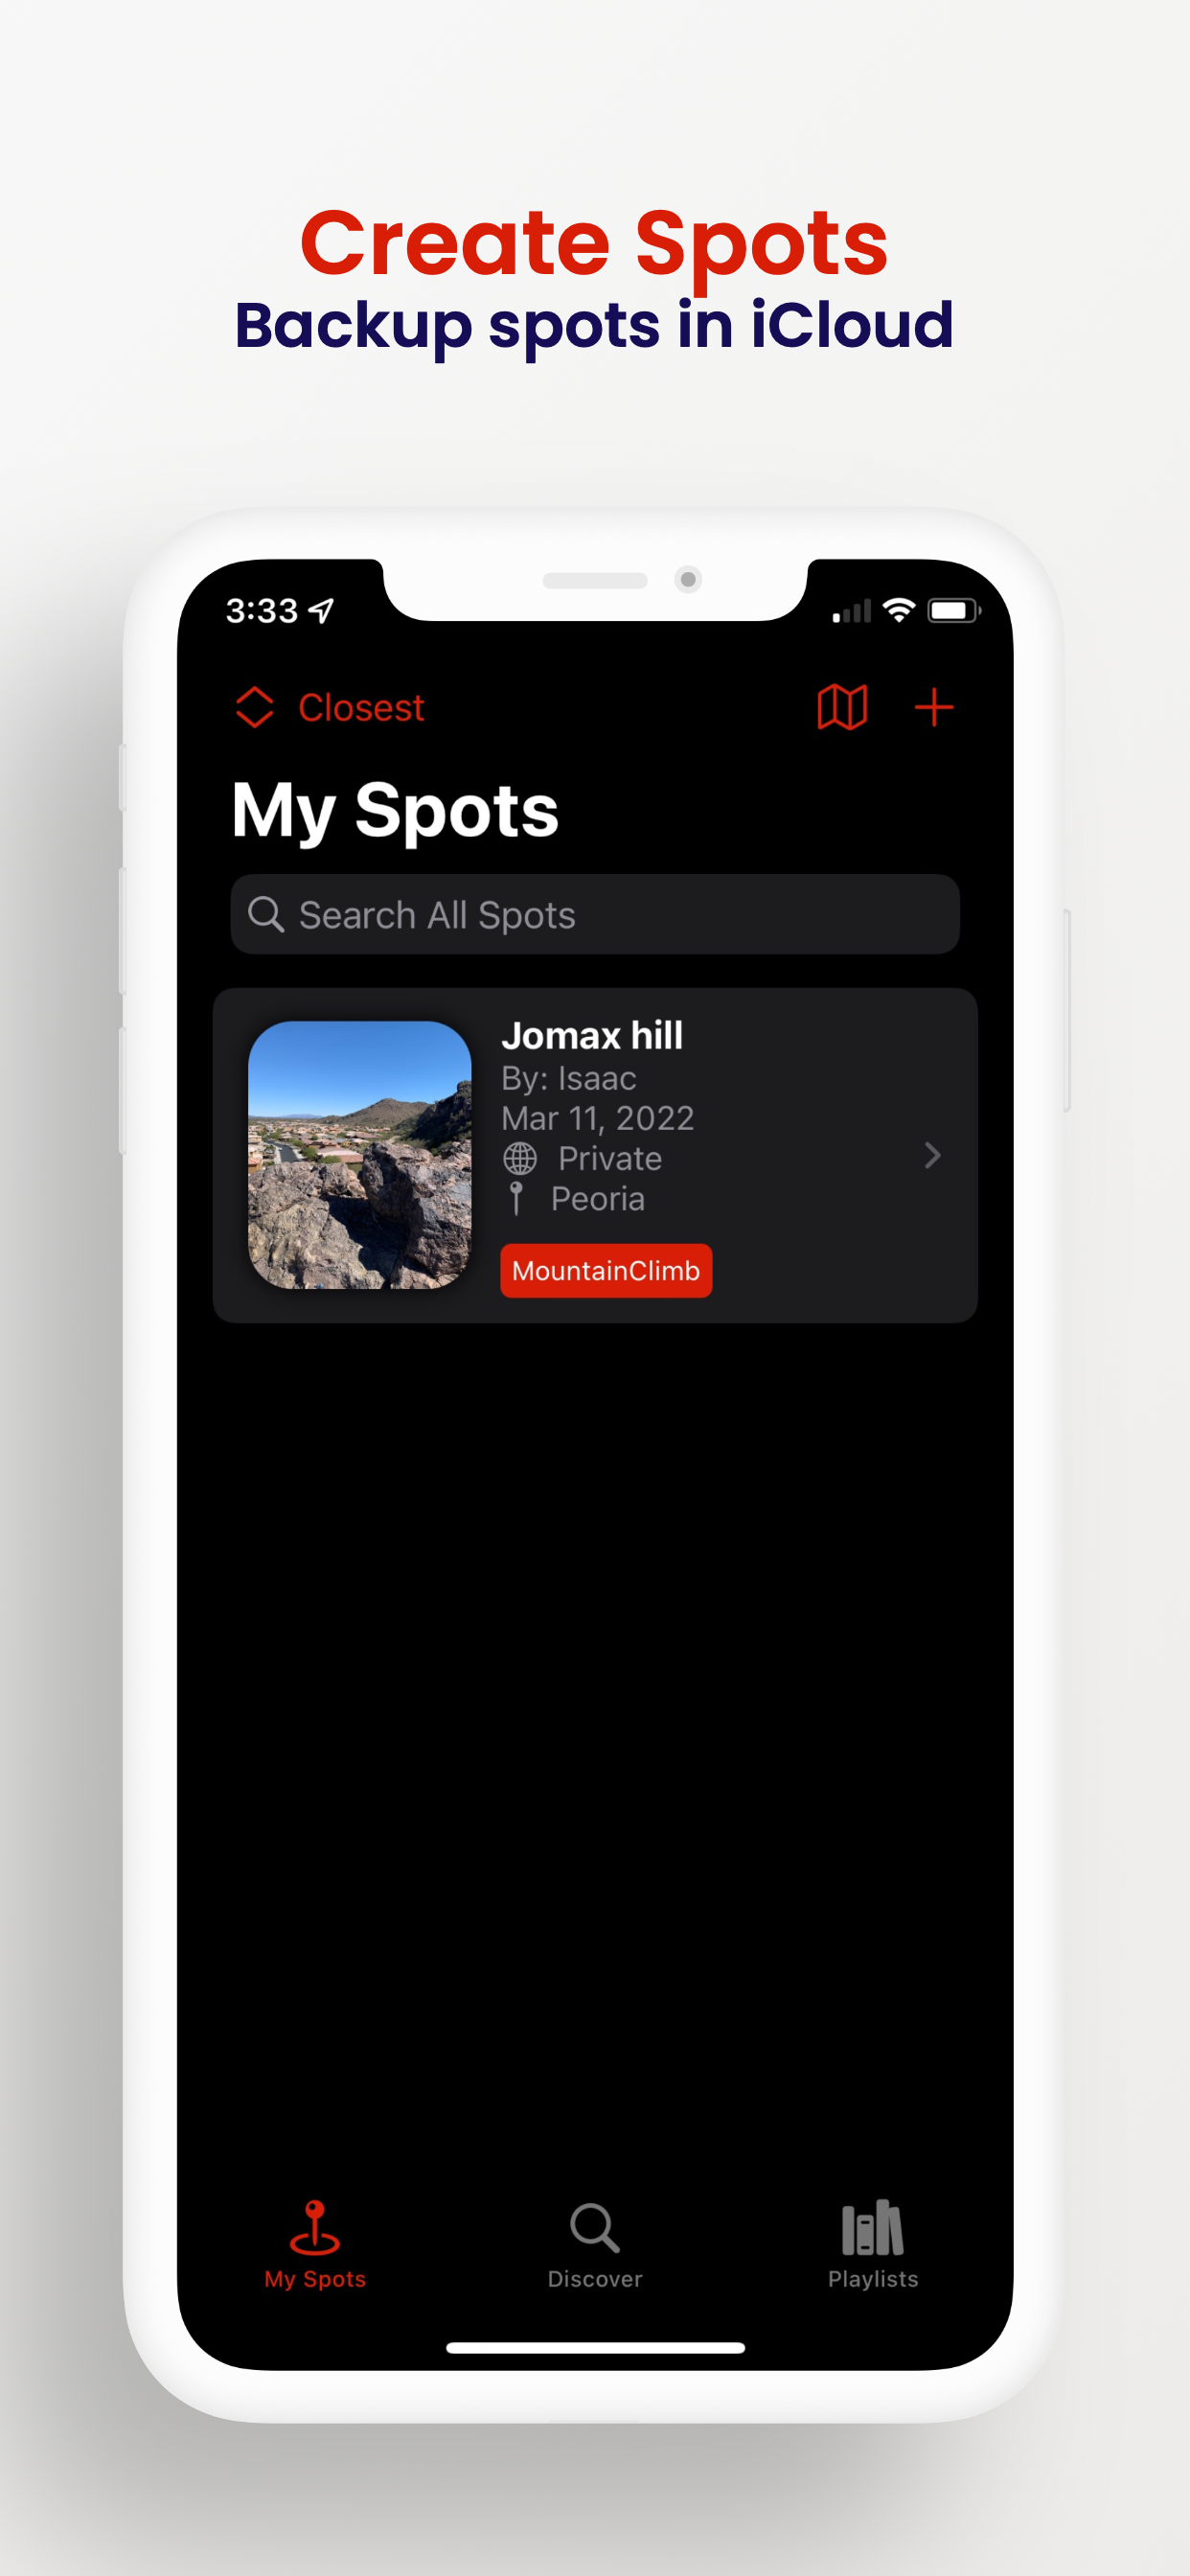 Create Spots
Backup spots in iCloud
3:33
Closest
My Spots
Search All Spots
Jomax hill
By: Isaac
Mar 11, 2022
Private
Peoria
MountainClimb
My Spots
Discover
Playlists